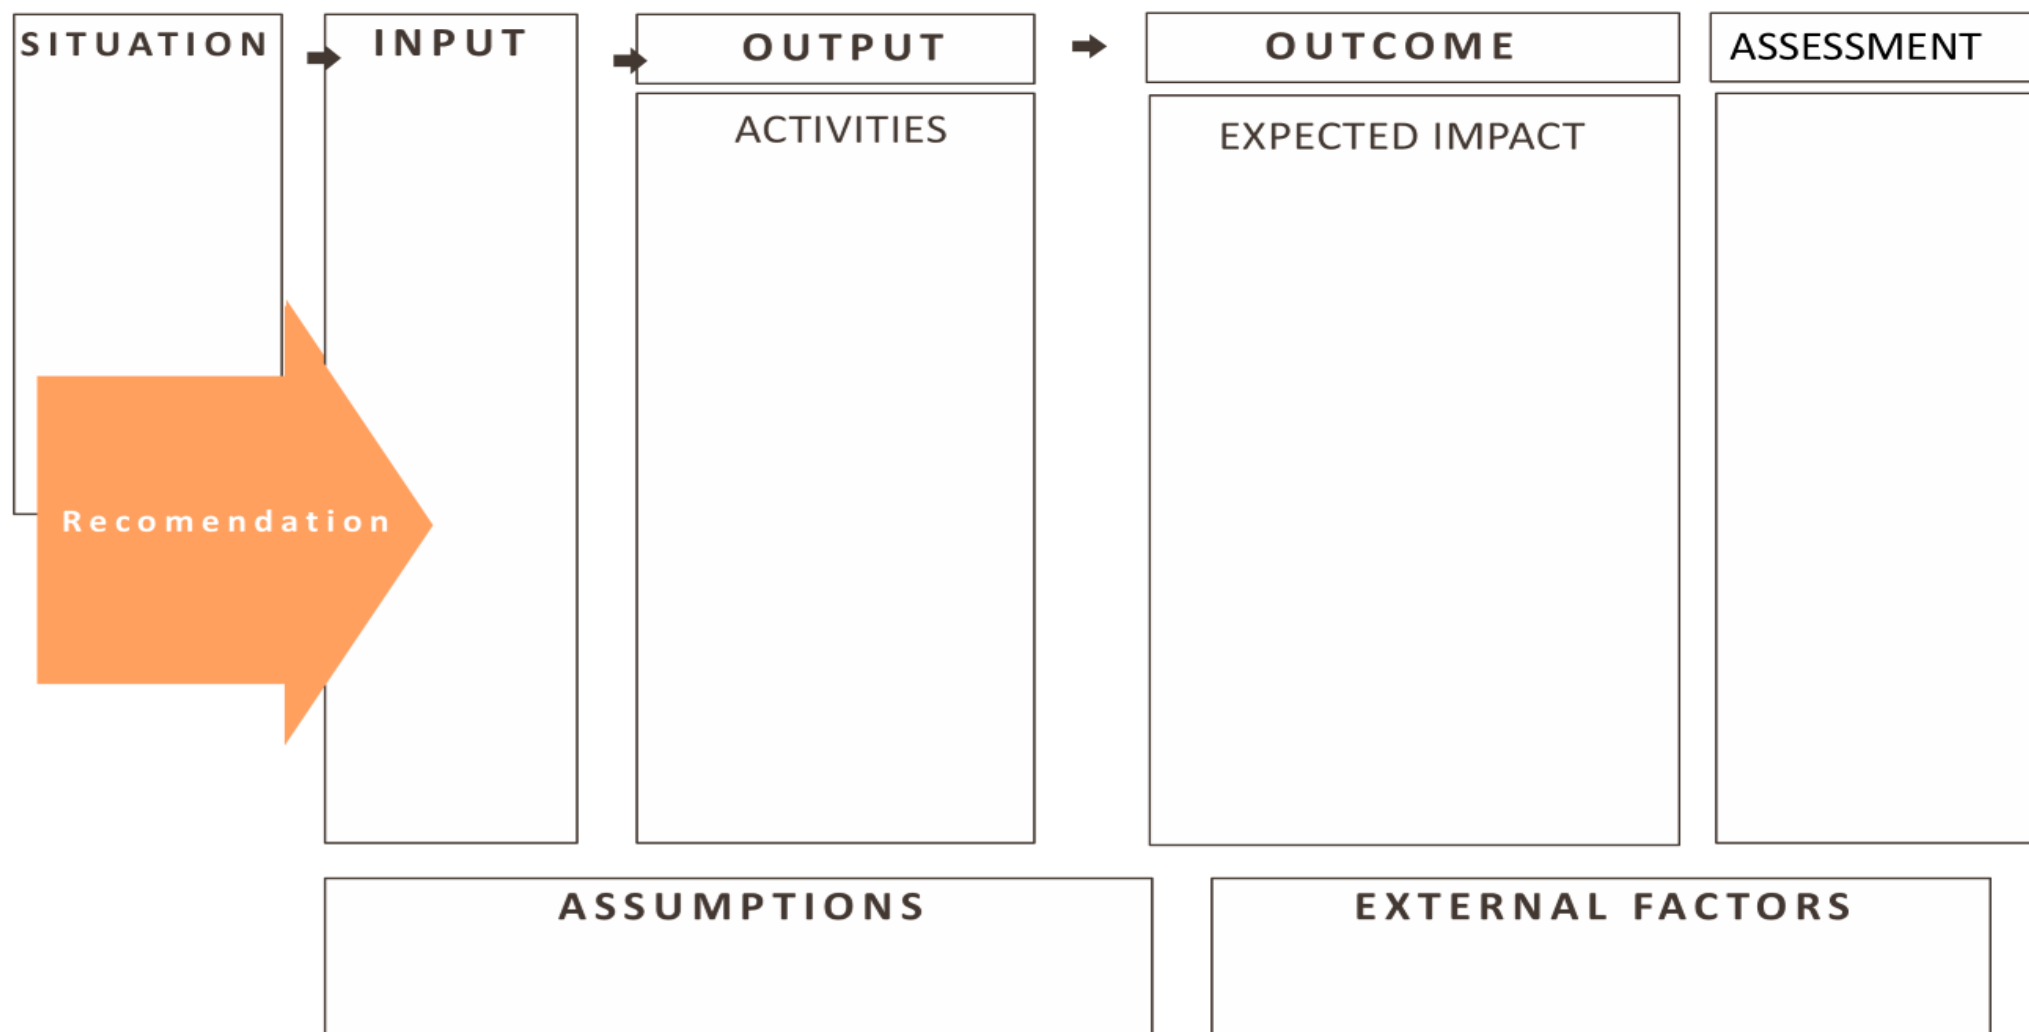 SITUATION
INPUT
OUTPUT
OUTCOME
ASSESSMENT
ACTIVITIES
EXPECTED IMPACT
Recomendation
ASSUMPTIONS
EXTERNAL FACTORS